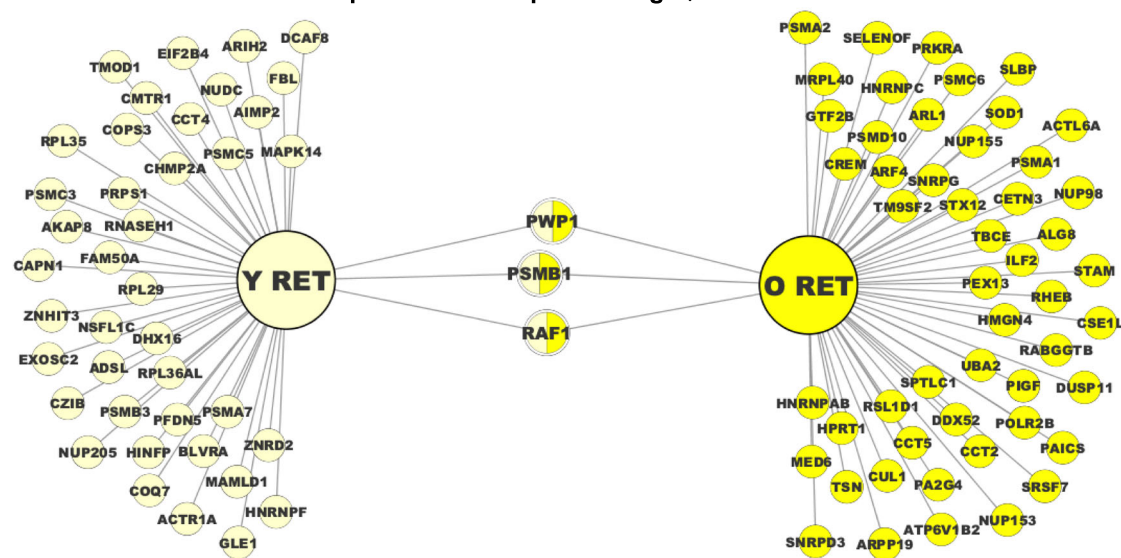 DCAF8
ARIH2
EIF2B4
TMOD1
FBL
NUDC
CMTR1
AIMP2
CCT4
COPS3
RPL35
PSMC5
MAPK14
CHMP2A
PSMC3
PRPS1
AKAP8
RNASEH1
CAPN1
FAM50A
RPL29
ZNHIT3
NSFL1C
DHX16
EXOSC2
ADSL
RPL36AL
CZIB
PSMB3
PFDN5
PSMA7
NUP205
HINFP
BLVRA
ZNRD2
COQ7
MAMLD1
ACTR1A
HNRNPF
GLE1
Y RET
PWP1
PSMB1
RAF1
O RET
PSMA2
SELENOF
PRKRA
MRPL40
HNRNPC
PSMC6
SLBP
GTF2B
ARL1
SOD1
PSMD10
NUP155
ACTL6A
CREM
ARF4
SNRPG
PSMA1
TM9SF2
STX12
CETN3
NUP98
TBCE
ALG8
ILF2
STAM
PEX13
RHEB
HMGN4
CSE1L
RABGGTB
UBA2
PIGF
DUSP11
SPTLC1
HNRNPAB
RSL1D1
DDX52
POLR2B
HPRT1
CCT5
CCT2
PAICS
MED6
TSN
CUL1
PA2G4
SRSF7
SNRPD3
ARPP19
ATP6V1B2
NUP153